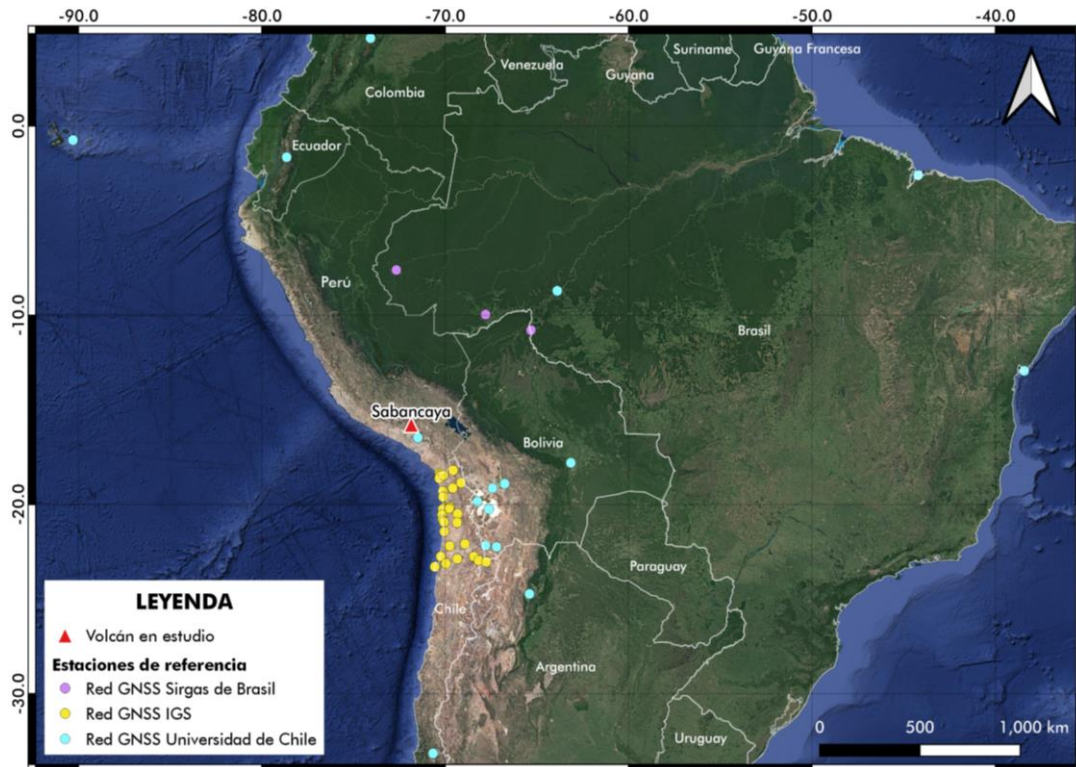 -90.0 -80.0 -70.0 -60.0 -50.0 -40.0
Venezuela
Suriname
Guyana Francesa
Guyana
Colombia
0.0
Ecuador
Perú
-10.0
Brasil
Sabancaya
Bolivia
-20.0
Paraguay
Chile
Argentina
-30.0
Uruguay
LEYENDA
Volcán en estudio
Estaciones de referencia
Red GNSS Sirgas de Brasil
Red GNSS IGS
Red GNSS Universidad de Chile
0 500 1,000 km